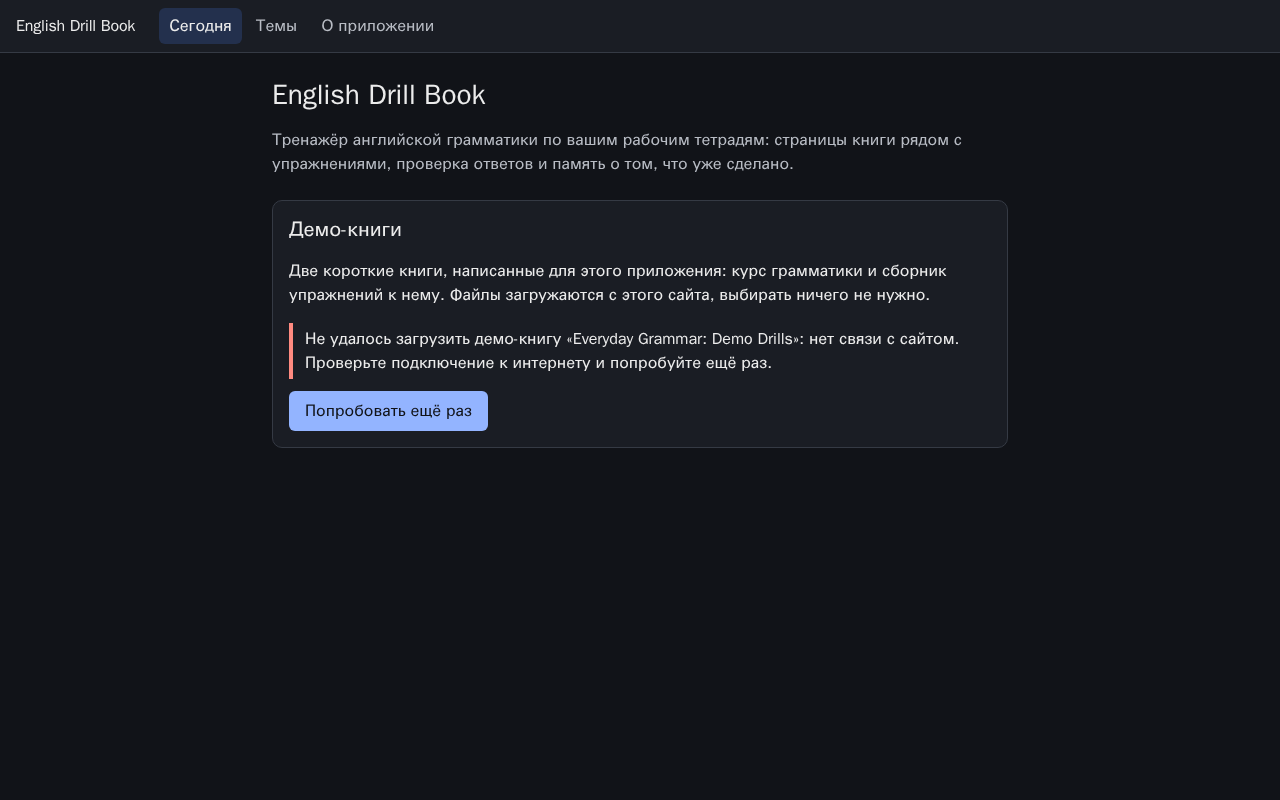 English Drill Book
Сегодня
Темы
О приложении
English Drill Book
Тренажёр английской грамматики по вашим рабочим тетрадям: страницы книги рядом с
упражнениями, проверка ответов и память о том, что уже сделано.
Демо-книги
Две короткие книги, написанные для этого приложения: курс грамматики и сборник
упражнений к нему. Файлы загружаются с этого сайта, выбирать ничего не нужно.
Не удалось загрузить демо-книгу «Everyday Grammar: Demo Drills»: нет связи с сайтом.
Проверьте подключение к интернету и попробуйте ещё раз.
Попробовать ещё раз